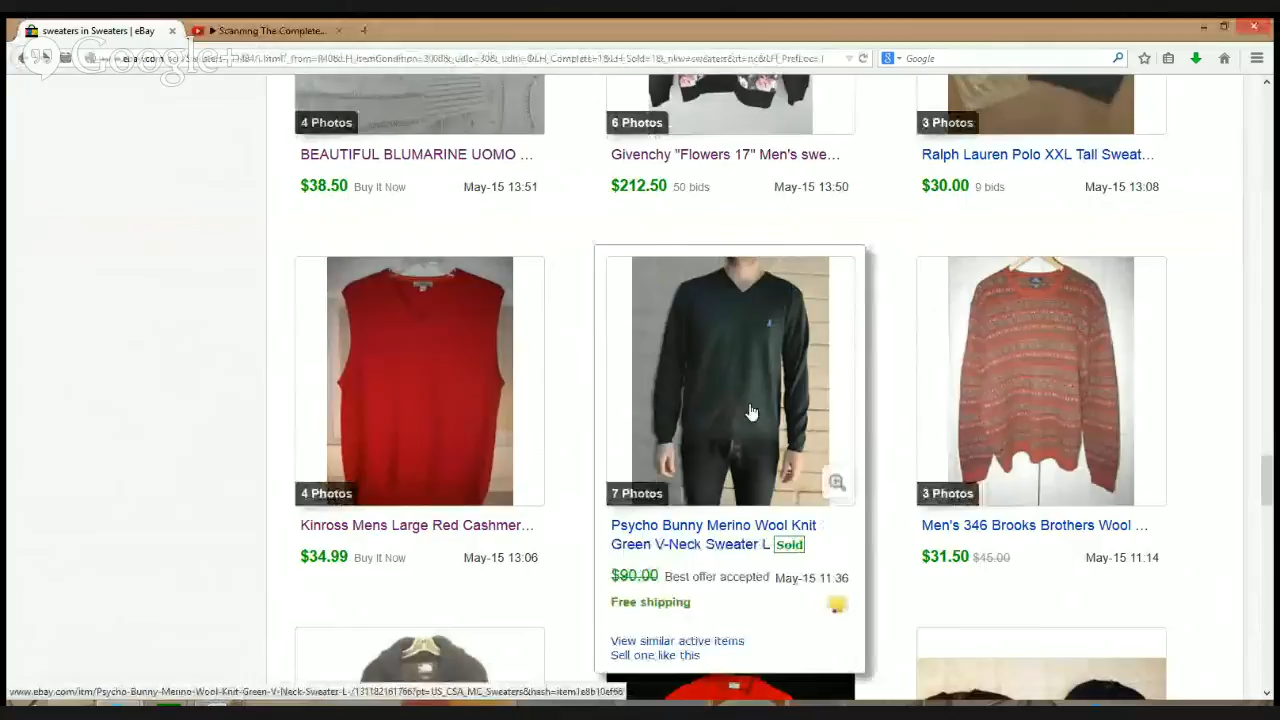 sweaters in Sweaters | eBay
Scanning The Complete...
Google+
Google
4 Photos
6 Photos
3 Photos
BEAUTIFUL BLUMARINE UOMO ...
Givenchy "Flowers 17" Men's swe...
Ralph Lauren Polo XXL Tall Sweat...
$38.50 Buy It Now May-15 13:51
$212.50 50 bids May-15 13:50
$30.00 9 bids May-15 13:08
4 Photos
7 Photos
3 Photos
Kinross Mens Large Red Cashmer...
$34.99 Buy It Now May-15 13:06
Psycho Bunny Merino Wool Knit
Green V-Neck Sweater L Sold
$90.00 Best offer accepted May-15 11:36
Free shipping
View similar active items
Sell one like this
Men's 346 Brooks Brothers Wool ...
$31.50 $45.00 May-15 11:14